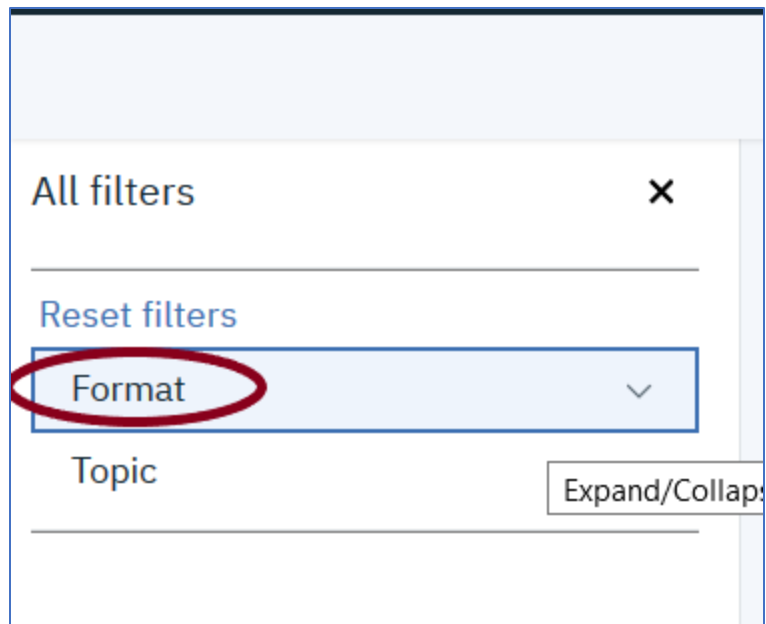 All filters
Reset filters
Format
Topic
Expand/Collaps